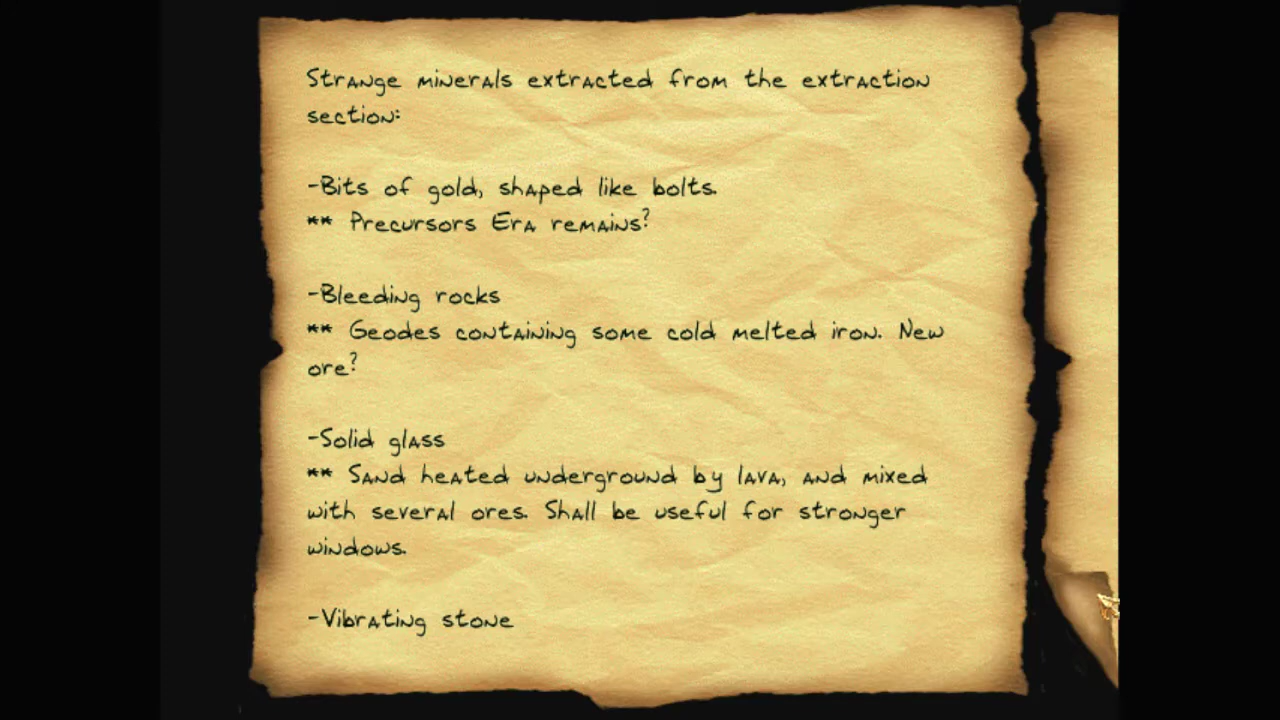 Strange minerals extracted from the extraction
section:
-Bits of gold, shaped like bolts.
** Precursors Era remains?
-Bleeding rocks
** Geodes containing some cold melted iron. New
ore?
-Solid glass
** Sand heated underground by lava, and mixed
with several ores. Shall be useful for stronger
windows.
-Vibrating stone